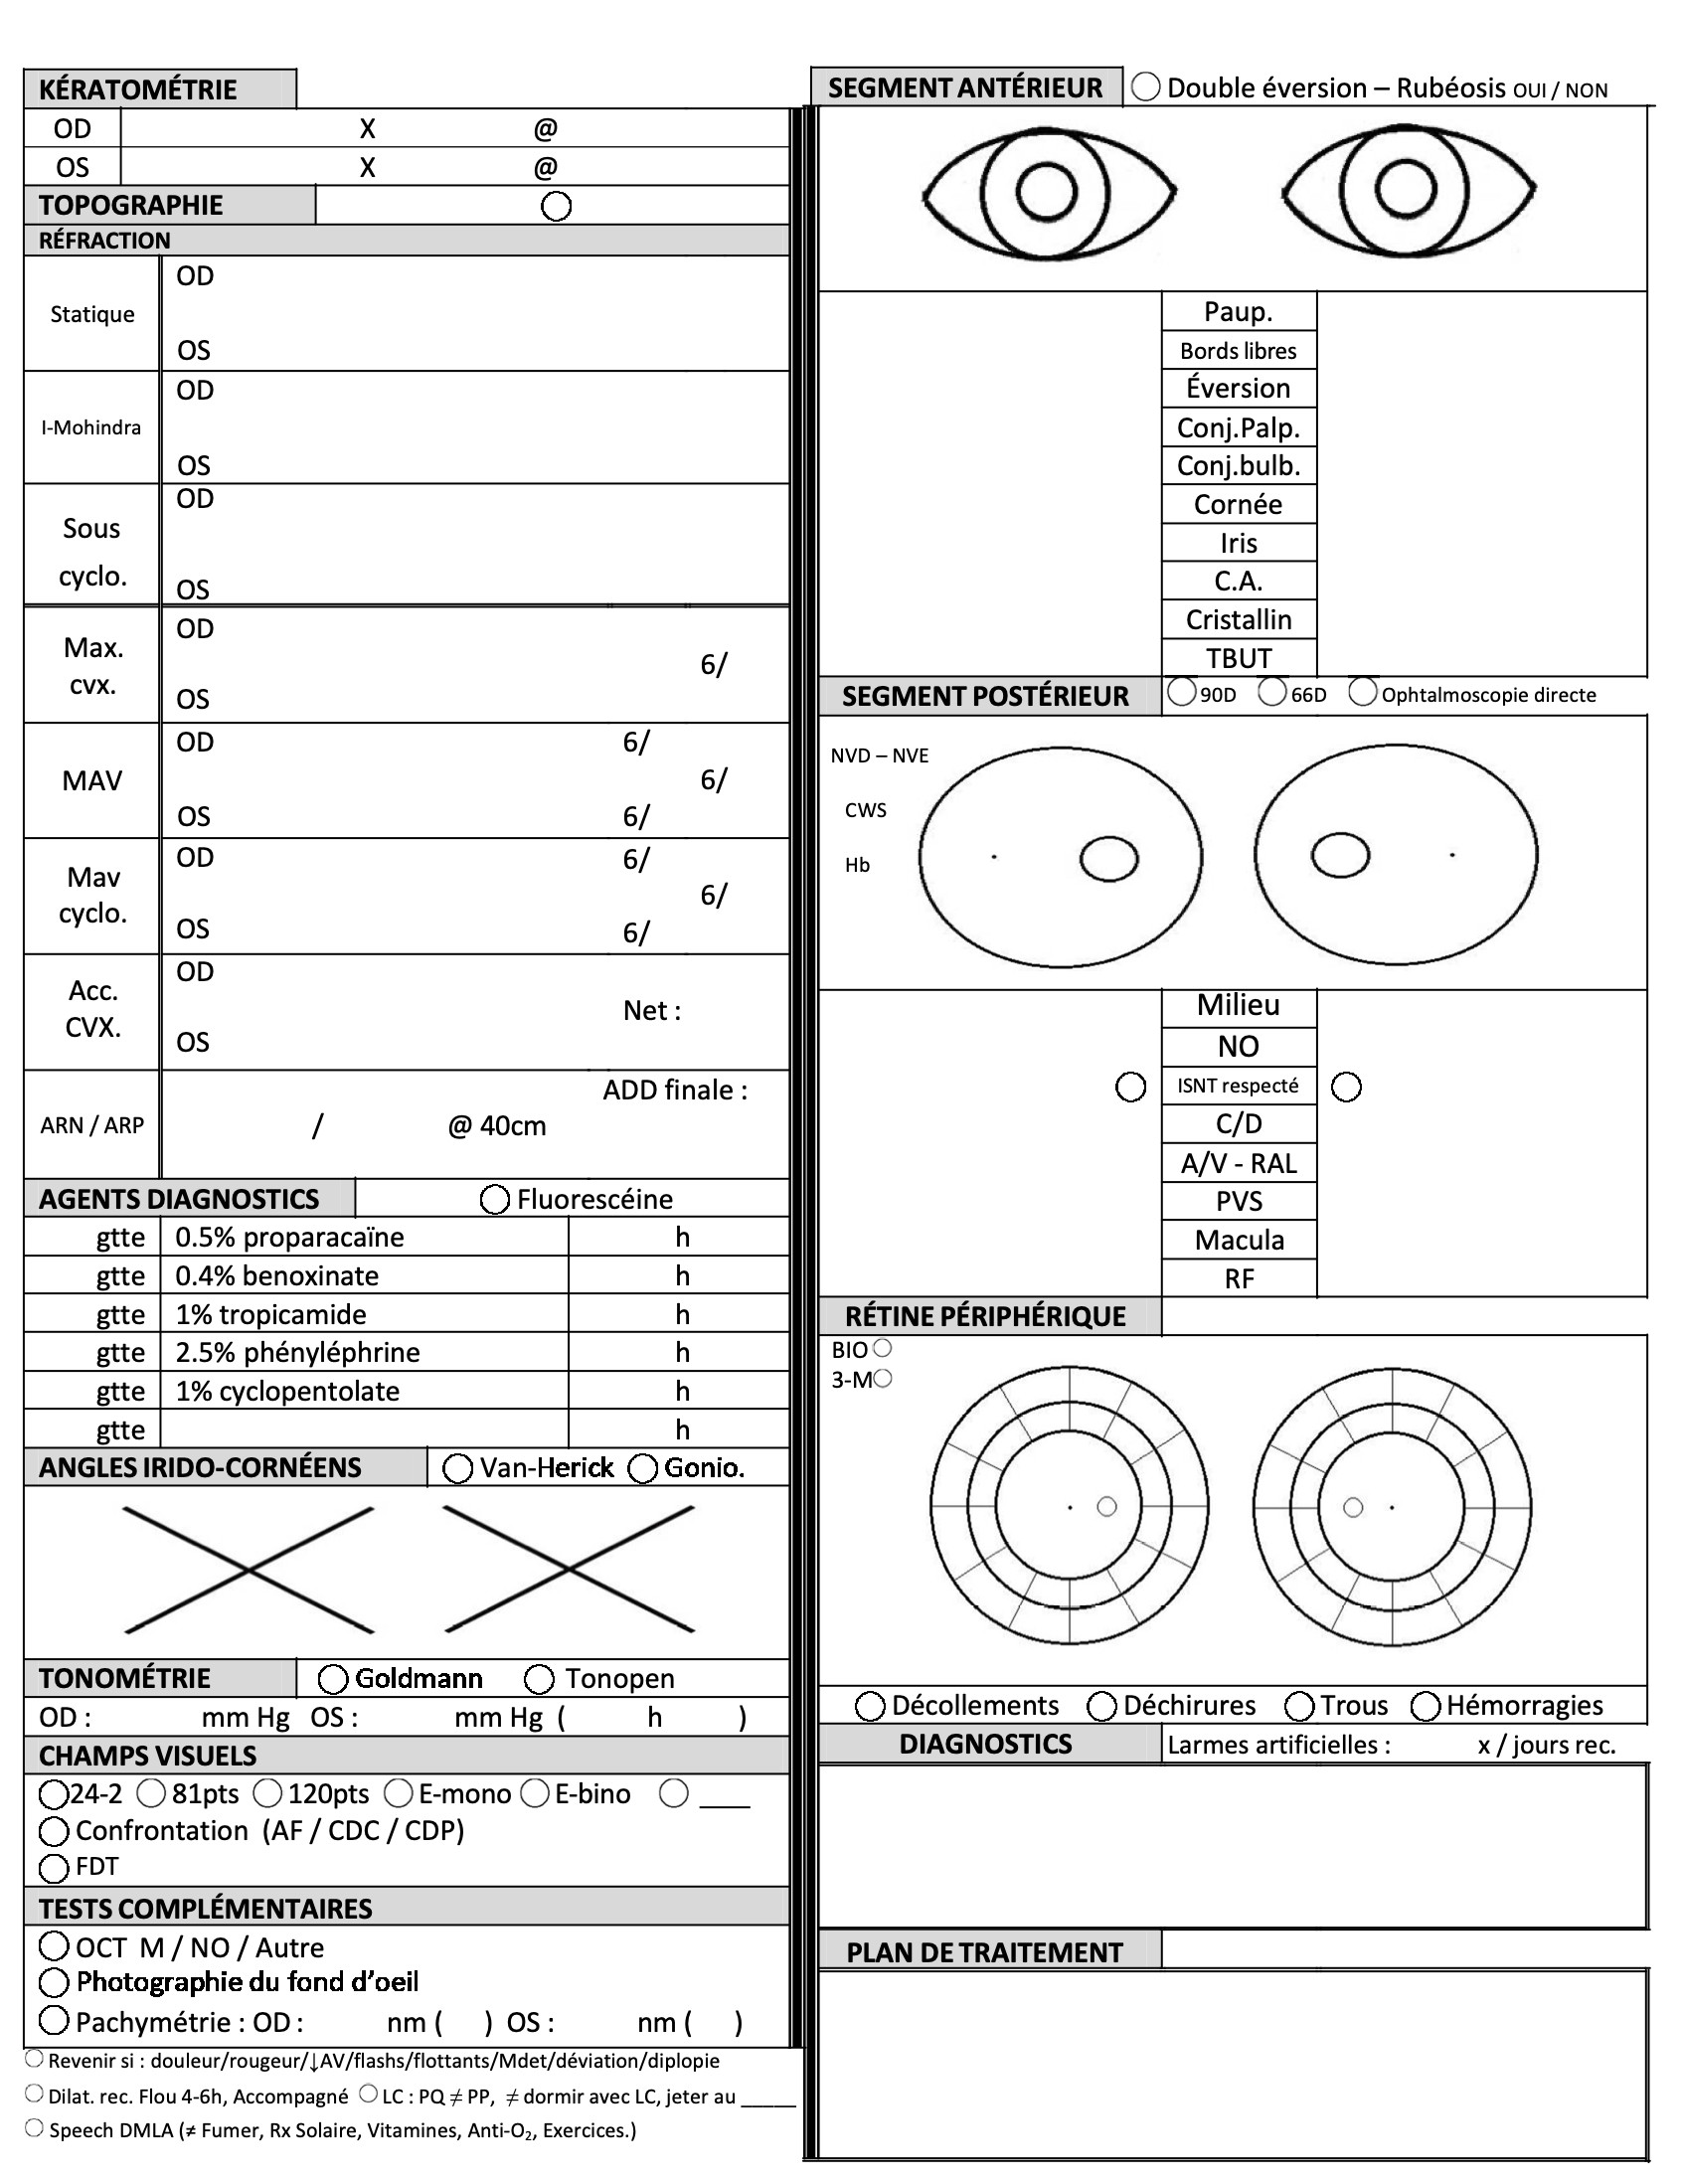 KÉRATOMÉTRIE
OD X @
OS X @
TOPOGRAPHIE
RÉFRACTION
Statique
OD
OS
I-Mohindra
OD
OS
Sous
cyclo.
OD
OS
Max.
cvx.
OD
6/
OS
MAV
OD 6/
6/
OS 6/
Mav
cyclo.
OD 6/
6/
OS 6/
Acc.
CVX.
OD
Net :
OS
ADD finale :
ARN / ARP / @ 40cm
AGENTS DIAGNOSTICS Fluorescéine
gtte 0.5% proparacaïne h
gtte 0.4% benoxinate h
gtte 1% tropicamide h
gtte 2.5% phényléphrine h
gtte 1% cyclopentolate h
gtte h
ANGLES IRIDO-CORNÉENS Van-Herick Gonio.
TONOMÉTRIE Goldmann Tonopen
OD : mm Hg OS : mm Hg ( h )
CHAMPS VISUELS
24-2 81pts 120pts E-mono E-bino ____
Confrontation (AF / CDC / CDP)
FDT
TESTS COMPLÉMENTAIRES
OCT M / NO / Autre
Photographie du fond d’oeil
Pachymétrie : OD : nm ( ) OS : nm ( )
Revenir si : douleur/rougeur/↓AV/flashs/flottants/Mdet/déviation/diplopie
Dilat. rec. Flou 4-6h, Accompagné LC : PQ ≠ PP, ≠ dormir avec LC, jeter au _____
Speech DMLA (≠ Fumer, Rx Solaire, Vitamines, Anti-O₂, Exercices.)
SEGMENT ANTÉRIEUR Double éversion – Rubéosis OUI / NON
Paup.
Bords libres
Éversion
Conj.Palp.
Conj.bulb.
Cornée
Iris
C.A.
Cristallin
TBUT
SEGMENT POSTÉRIEUR 90D 66D Ophtalmoscopie directe
NVD – NVE
CWS
Hb
Milieu
NO
ISNT respecté
C/D
A/V - RAL
PVS
Macula
RF
RÉTINE PÉRIPHÉRIQUE
BIO
3-M
Décollements Déchirures Trous Hémorragies
DIAGNOSTICS Larmes artificielles : x / jours rec.
PLAN DE TRAITEMENT